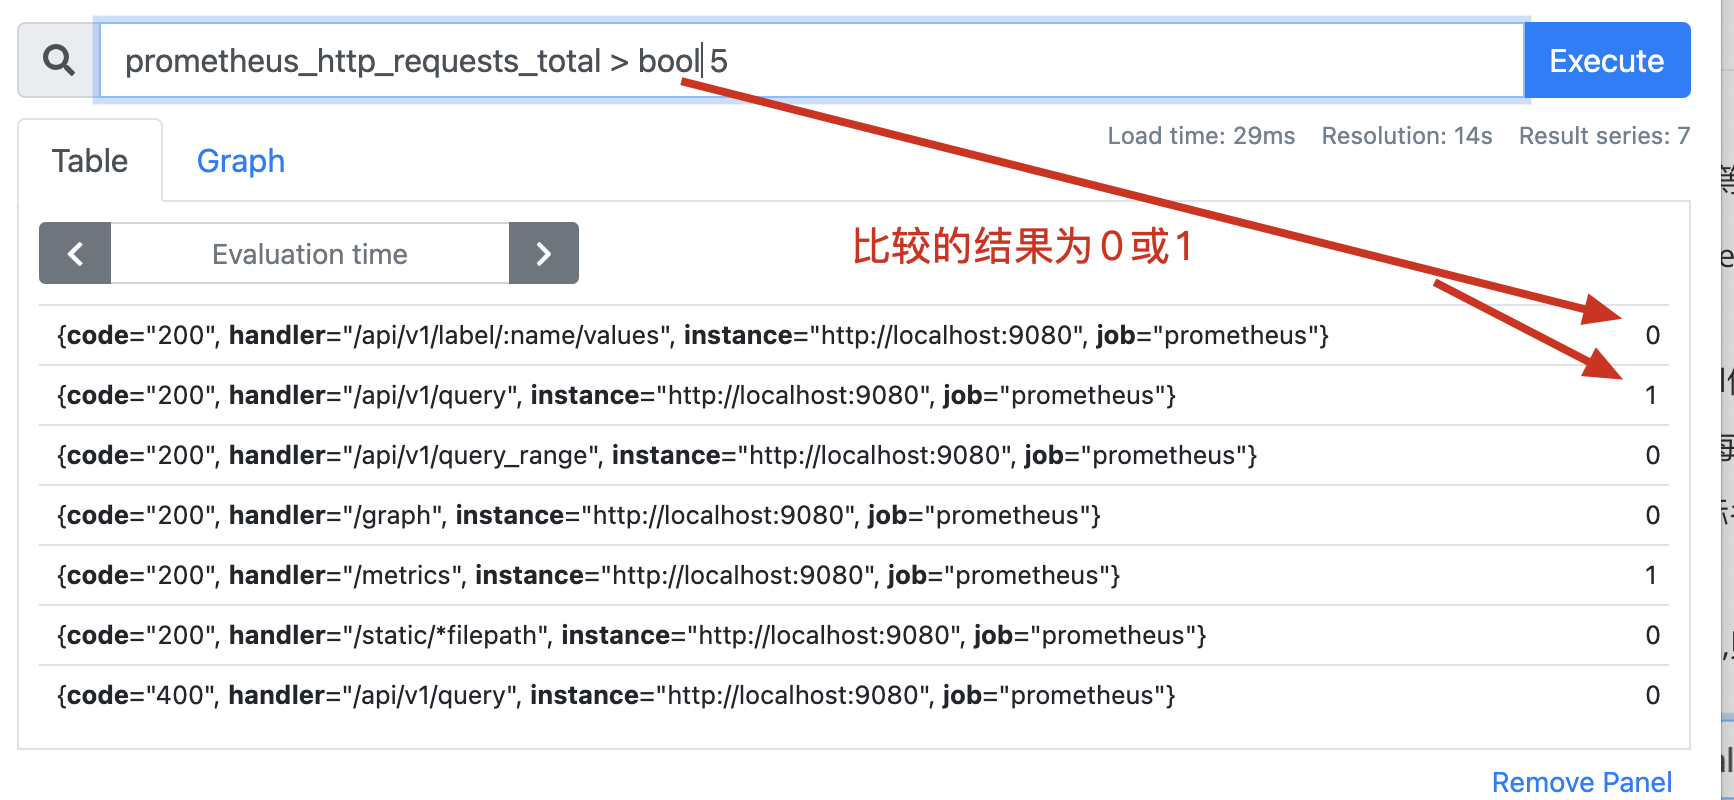 prometheus_http_requests_total > bool 5
Execute
Load time: 29ms Resolution: 14s Result series: 7
Table Graph
Evaluation time
比较的结果为0或1
{code="200", handler="/api/v1/label/:name/values", instance="http://localhost:9080", job="prometheus"} 0
{code="200", handler="/api/v1/query", instance="http://localhost:9080", job="prometheus"} 1
{code="200", handler="/api/v1/query_range", instance="http://localhost:9080", job="prometheus"} 0
{code="200", handler="/graph", instance="http://localhost:9080", job="prometheus"} 0
{code="200", handler="/metrics", instance="http://localhost:9080", job="prometheus"} 1
{code="200", handler="/static/*filepath", instance="http://localhost:9080", job="prometheus"} 0
{code="400", handler="/api/v1/query", instance="http://localhost:9080", job="prometheus"} 0
Remove Panel